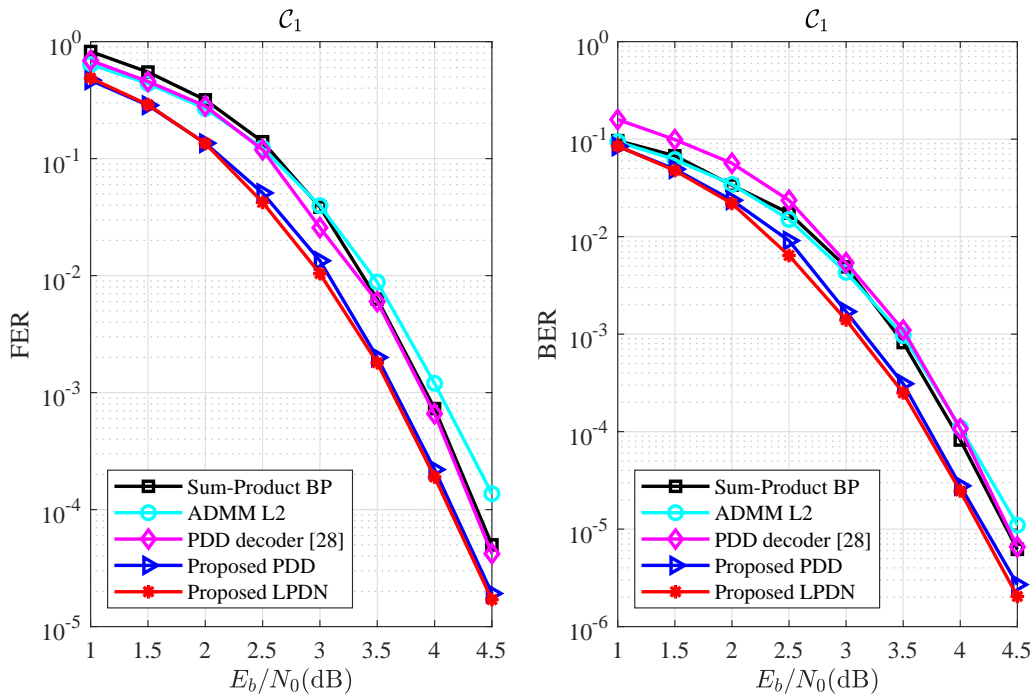 C₁
10⁰
10⁻¹
10⁻²
10⁻³
10⁻⁴
10⁻⁵
FER
Sum-Product BP
ADMM L2
PDD decoder [28]
Proposed PDD
Proposed LPDN
1 1.5 2 2.5 3 3.5 4 4.5
E_b/N_0(dB)
C₁
10⁰
10⁻¹
10⁻²
10⁻³
10⁻⁴
10⁻⁵
10⁻⁶
BER
Sum-Product BP
ADMM L2
PDD decoder [28]
Proposed PDD
Proposed LPDN
1 1.5 2 2.5 3 3.5 4 4.5
E_b/N_0(dB)